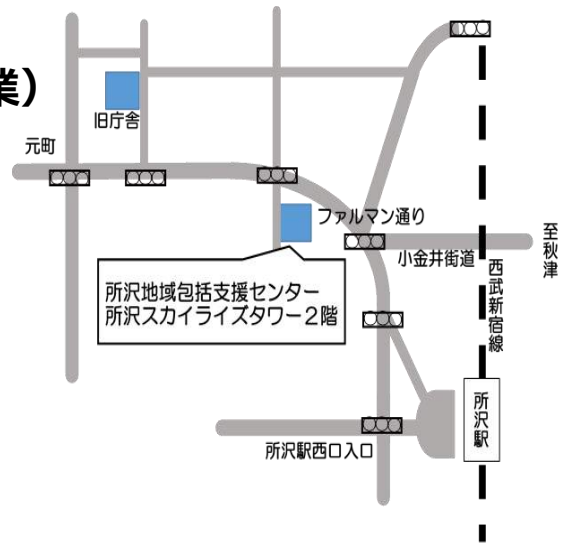 業）
旧庁舎
元町
ファルマン通り
至秋津
小金井街道
西武新宿線
所沢地域包括支援センター
所沢スカイライズタワー２階
所沢駅
所沢駅西口入口